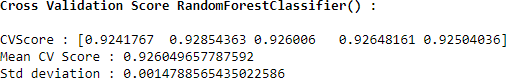 Cross Validation Score RandomForestClassifier() :
CVScore : [0.9241767  0.92854363 0.926006   0.92648161 0.92504036]
Mean CV Score : 0.926049657787592
Std deviation : 0.0014788565435022586